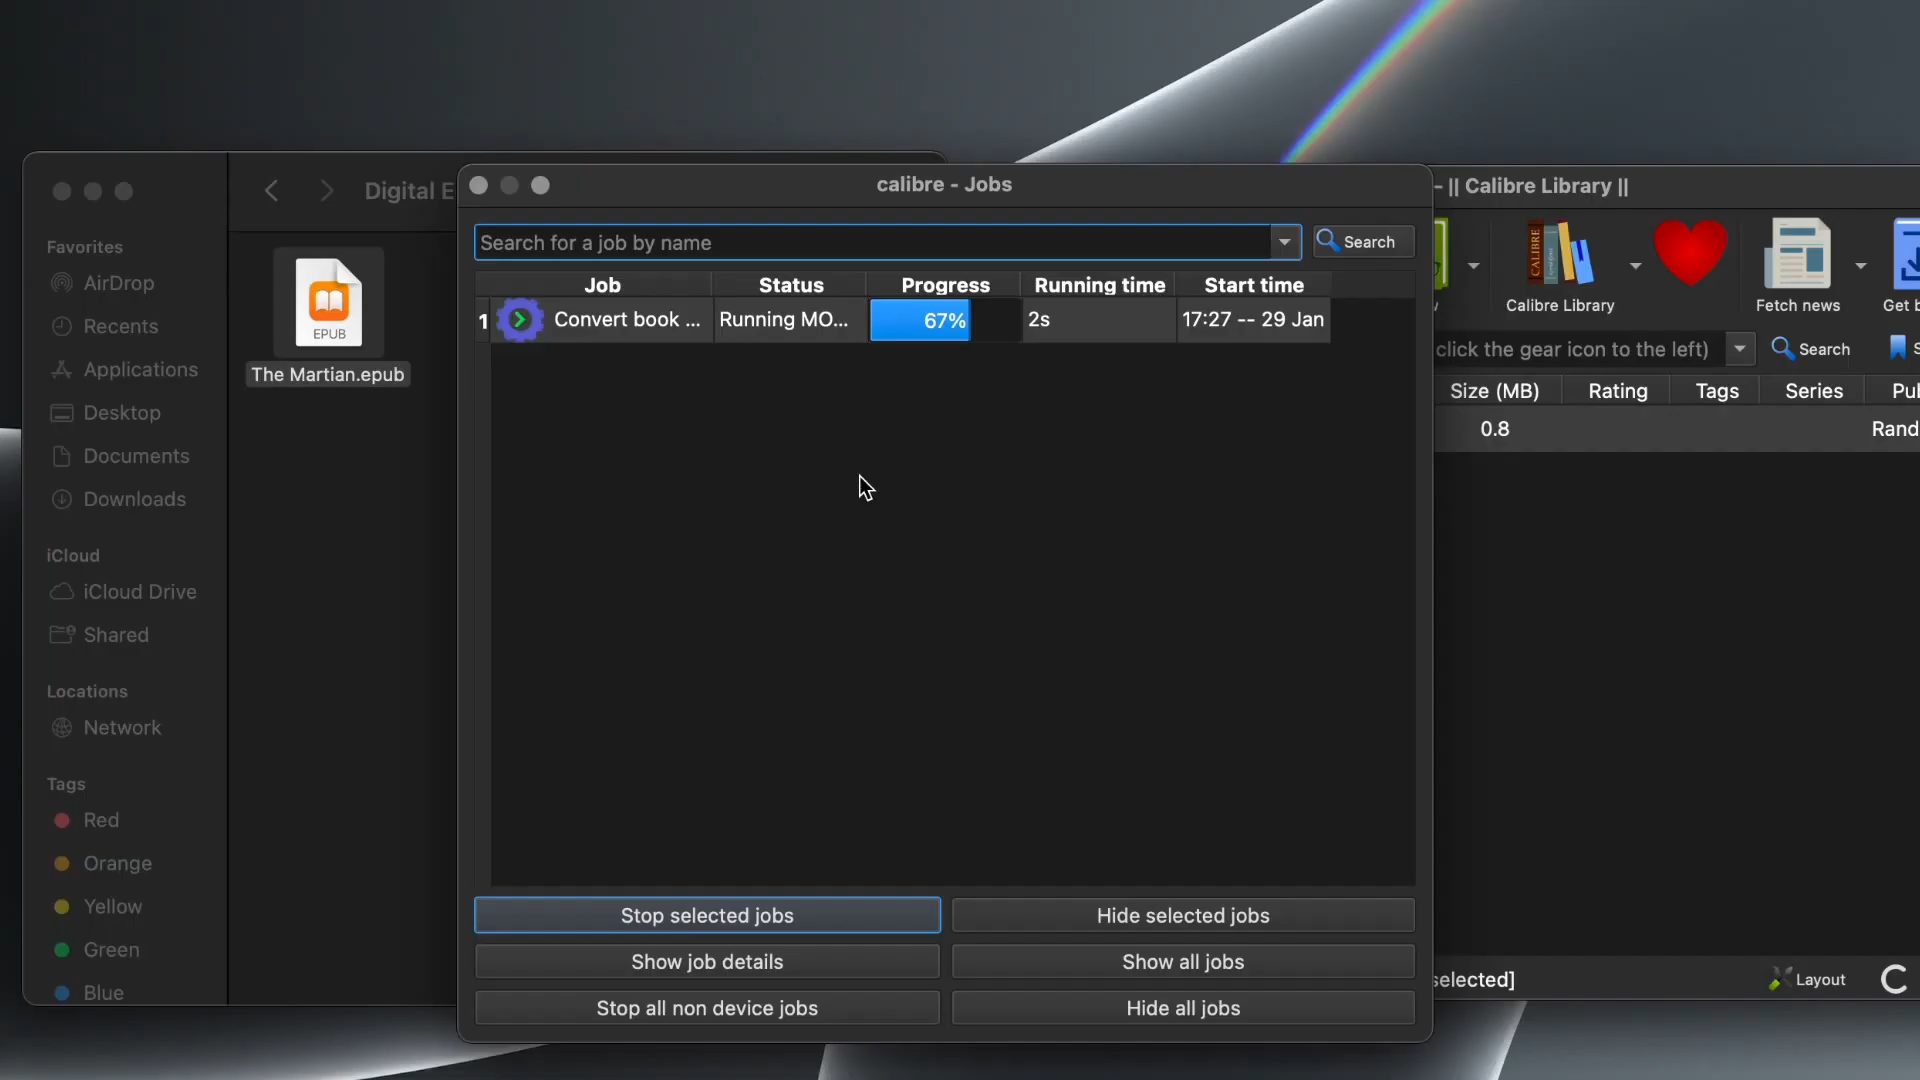 Digital E
Favorites
AirDrop
Recents
Applications
Desktop
Documents
Downloads
iCloud
iCloud Drive
Shared
Locations
Network
Tags
Red
Orange
Yellow
Green
Blue
EPUB
The Martian.epub
calibre - Jobs
Search for a job by name
Search
Job Status Progress Running time Start time
1 Convert book ... Running MO... 67% 2s 17:27 -- 29 Jan
Stop selected jobs Hide selected jobs
Show job details Show all jobs
Stop all non device jobs Hide all jobs
- || Calibre Library ||
CALIBRE
Calibre Library Fetch news Get b
click the gear icon to the left) Search S
Size (MB) Rating Tags Series Pu
0.8 Rand
selected] Layout